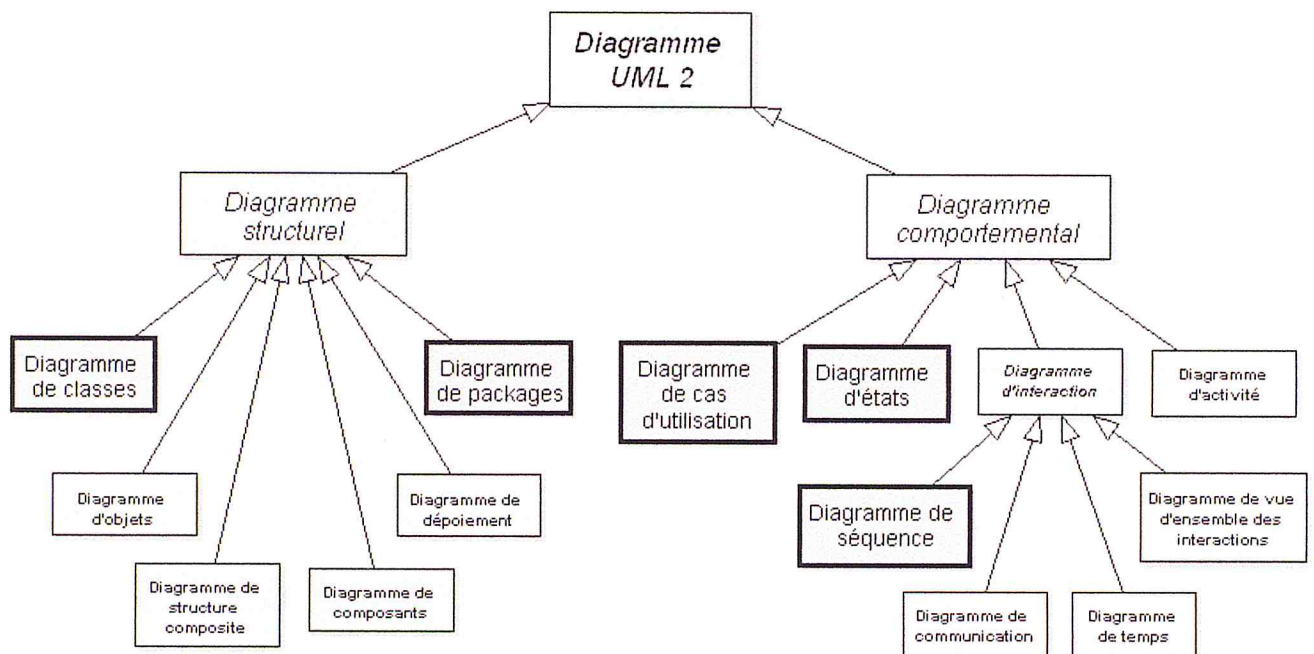 Diagramme
UML 2
Diagramme
structurel
Diagramme
comportemental
Diagramme
de classes
Diagramme
de packages
Diagramme
de cas
d'utilisation
Diagramme
d'états
Diagramme
d'interaction
Diagramme
d'activité
Diagramme
d'objets
Diagramme de
dépoiement
Diagramme de
séquence
Diagramme de vue
d'ensemble des
interactions
Diagramme de
structure
composite
Diagramme de
composants
Diagramme de
communication
Diagramme
de temps